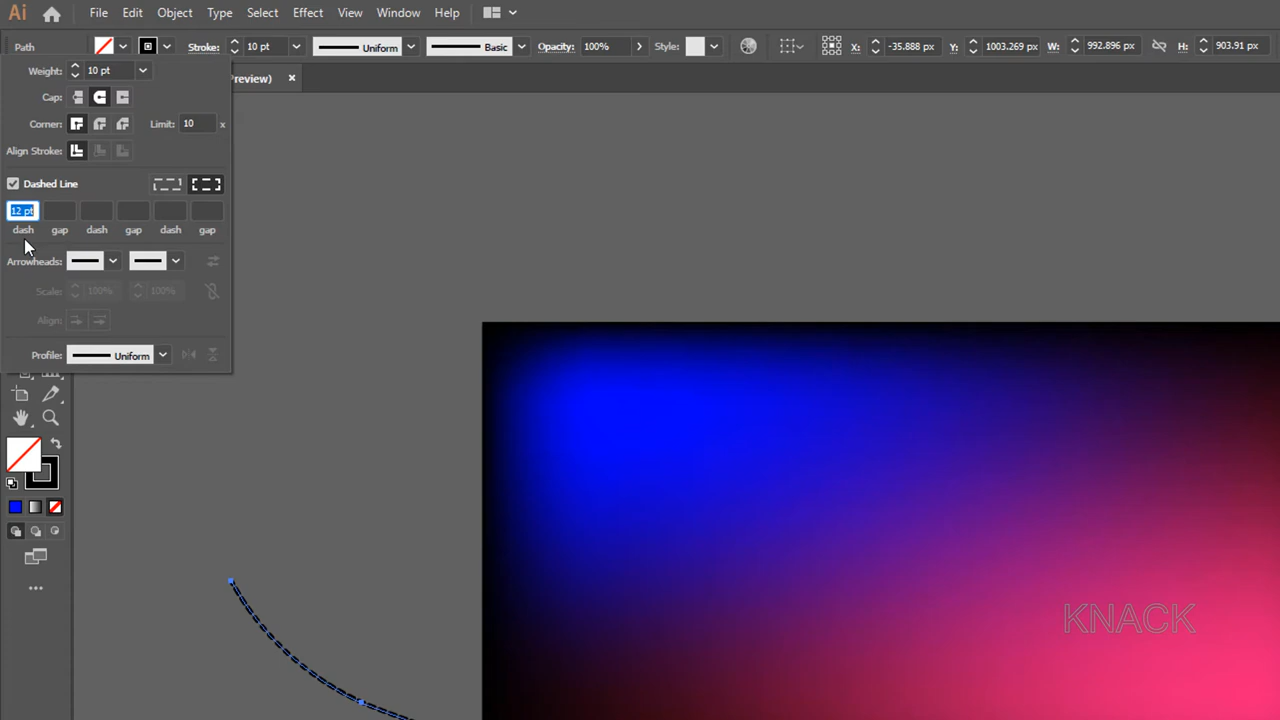 Ai File Edit Object Type Select Effect View Window Help
Path Stroke: 10 pt Uniform Basic Opacity: 100% Style: X: -35.888 px Y: 1003.269 px W: 992.896 px H: 903.91 px
Weight: 10 pt
review) ×
Cap:
Corner: Limit: 10 x
Align Stroke:
Dashed Line
12 pt
dash gap dash gap dash gap
Arrowheads:
Scale: 100% 100%
Align:
Profile: Uniform
KNACK